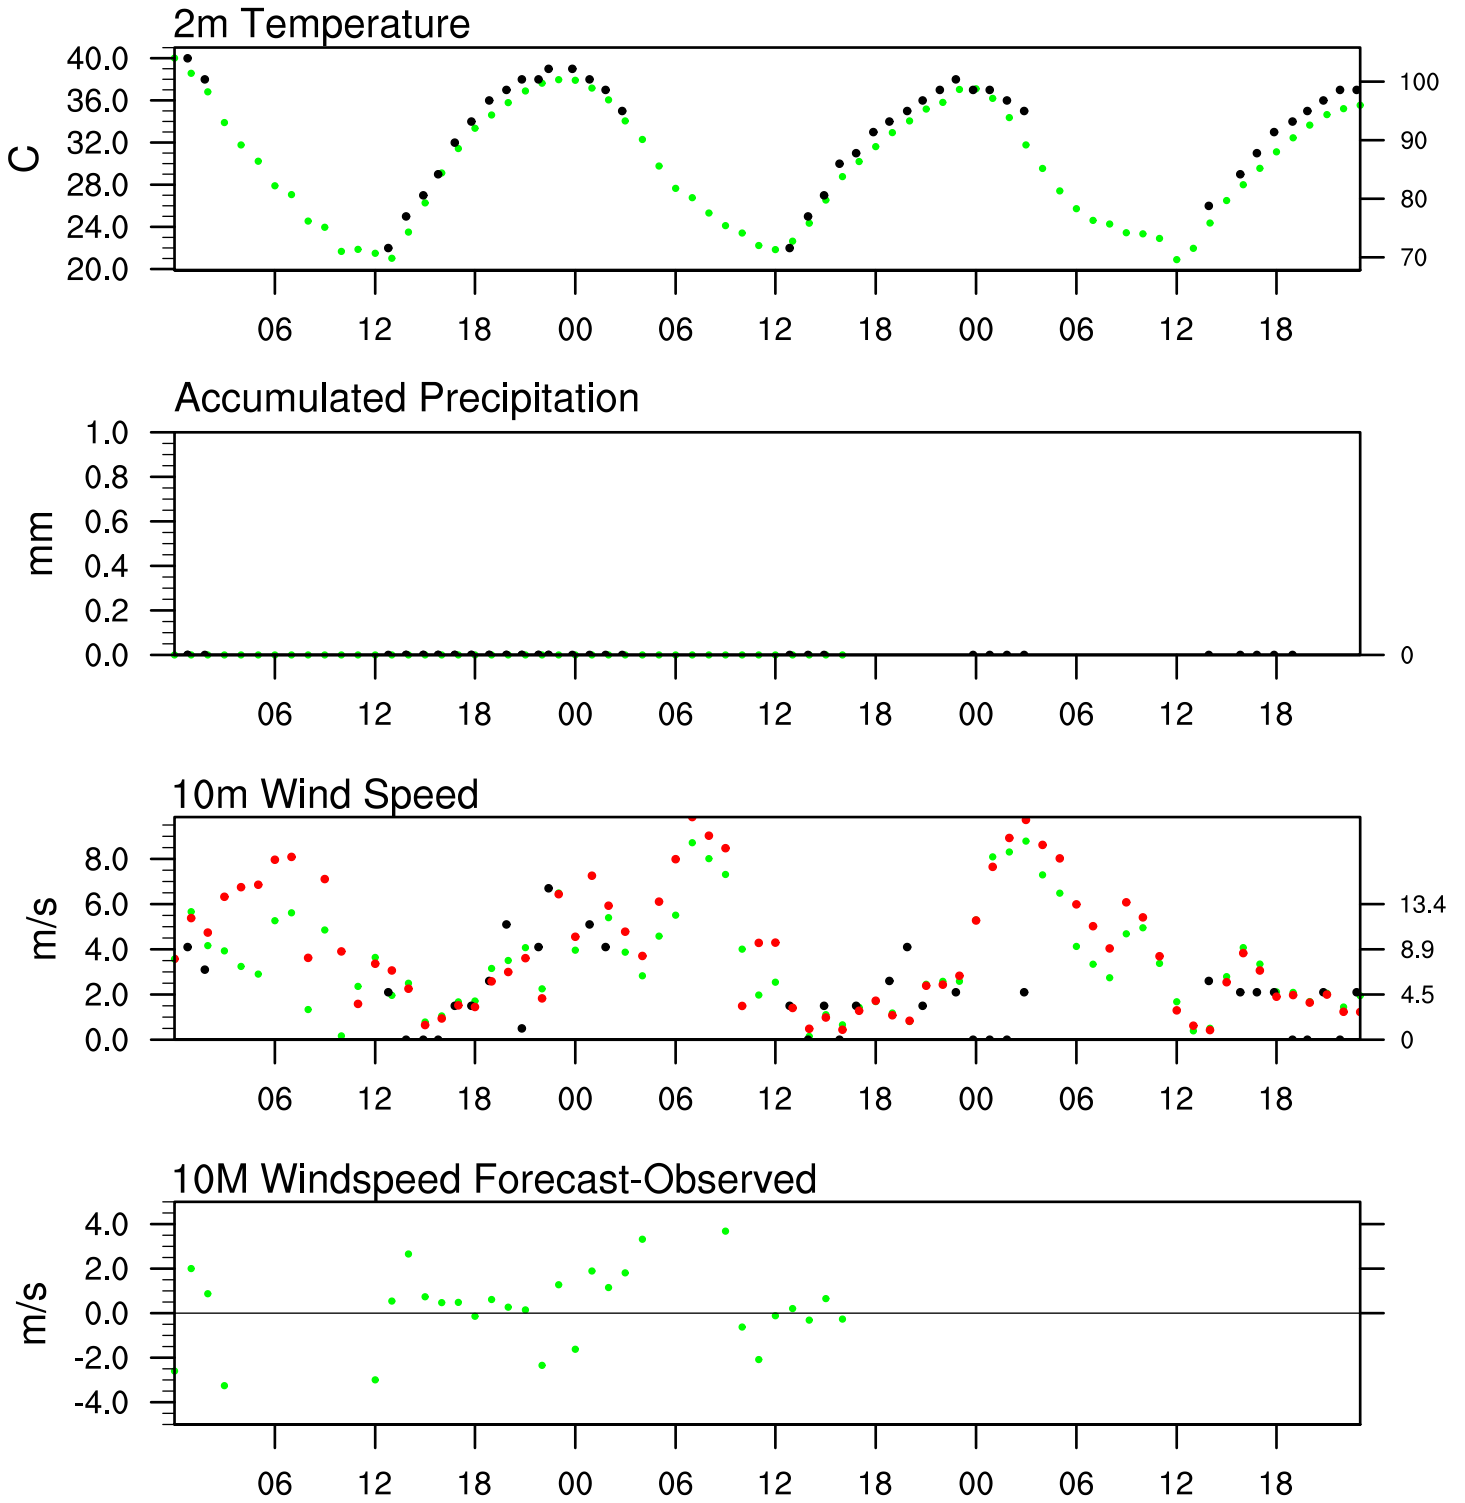 2m Temperature
40.0
36.0
32.0
28.0
24.0
20.0
C
100
90
80
70
06 12 18 00 06 12 18 00 06 12 18
Accumulated Precipitation
1.0
0.8
0.6
0.4
0.2
0.0
mm
0
06 12 18 00 06 12 18 00 06 12 18
10m Wind Speed
8.0
6.0
4.0
2.0
0.0
m/s
13.4
8.9
4.5
0
06 12 18 00 06 12 18 00 06 12 18
10M Windspeed Forecast-Observed
4.0
2.0
0.0
-2.0
-4.0
m/s
06 12 18 00 06 12 18 00 06 12 18